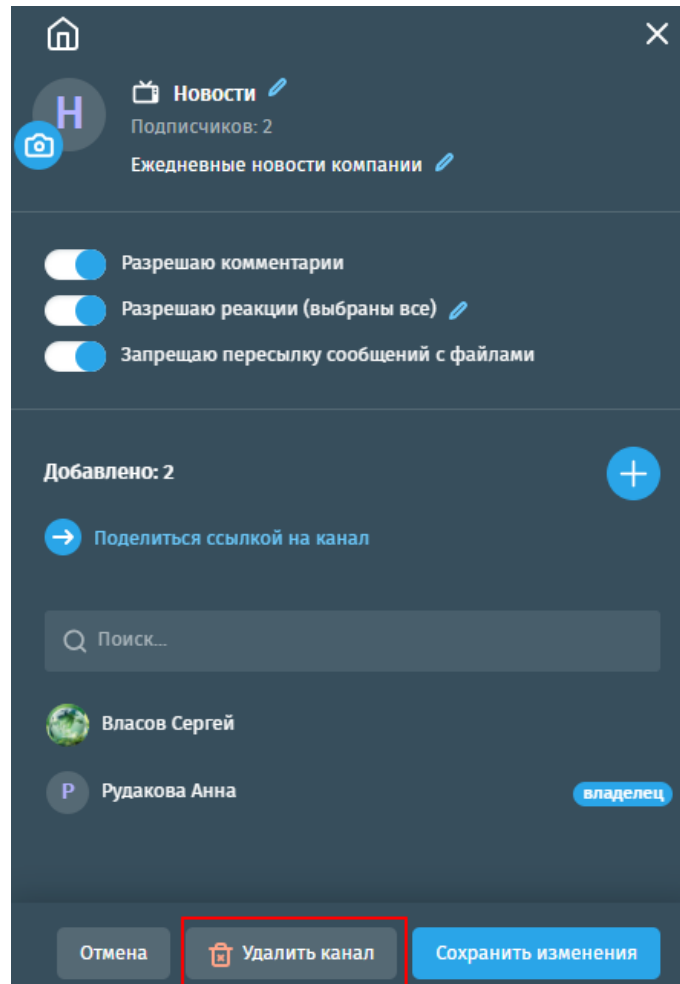 Н
Новости
Подписчиков: 2
Ежедневные новости компании
Разрешаю комментарии
Разрешаю реакции (выбраны все)
Запрещаю пересылку сообщений с файлами
Добавлено: 2
Поделиться ссылкой на канал
Поиск...
Власов Сергей
Р Рудакова Анна владелец
Отмена Удалить канал Сохранить изменения